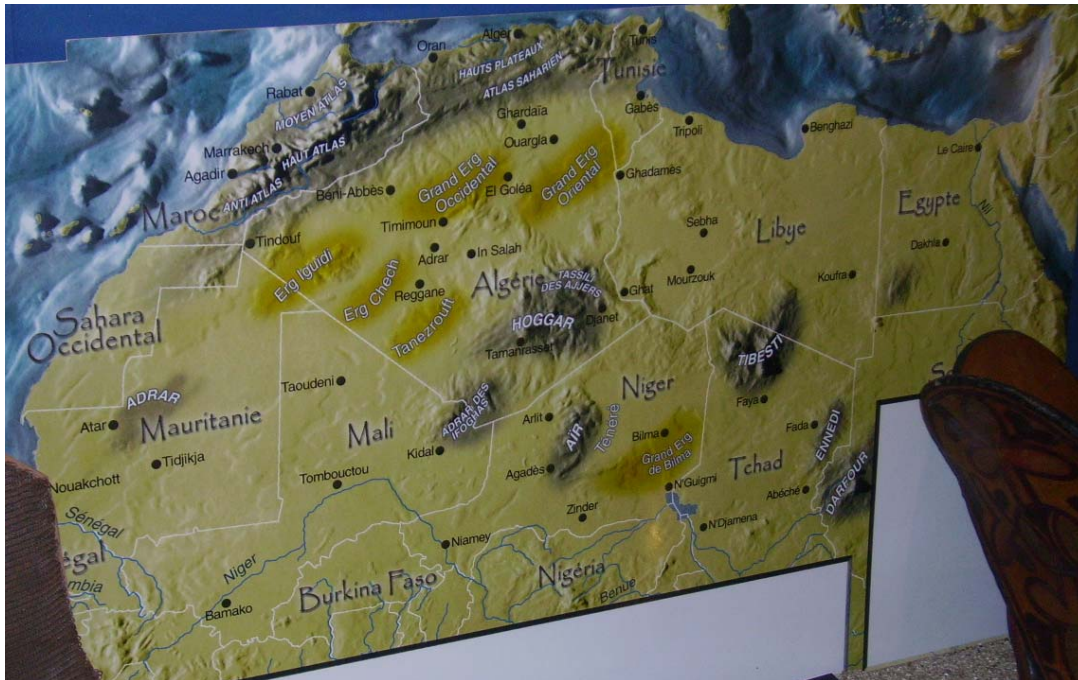 Alger
Oran
Tunis
HAUTS PLATEAUX
ATLAS SAHARIEN
Tunisie
Rabat
MOYEN ATLAS
Gabès
Ghardaïa
Tripoli
Benghazi
Marrakech
HAUT ATLAS
Ouargla
Le Caire
Agadir
ANTI ATLAS
Béni-Abbès
Grand Erg
Occidental
El Goléa
Grand Erg
Oriental
Ghadamès
Maroc
Timimoun
Sebha
Libye
Egypte
Nil
Tindouf
Adrar
In Salah
Dakhla
Erg Iguidi
Erg Chech
Reggane
Algérie
TASSILI
DES AJJERS
Ghat
Mourzouk
Koufra
Sahara
Occidental
Tanezrouft
HOGGAR
Djanet
Tamanrasset
TIBESTI
Taoudeni
ADRAR
Atar
Mauritanie
Mali
ADRAR DES
IFOGHAS
Niger
Arlit
AIR
Ténéré
Faya
Bilma
Grand Erg
de Bilma
Fada
ENNEDI
Tidjikja
Kidal
Agadès
Tchad
Nouakchott
Tombouctou
N'Guigmi
Abéché
DARFOUR
Zinder
N'Djamena
Sénégal
égal
Niamey
Niger
Nigéria
mbia
Burkina Faso
Benue
Bamako